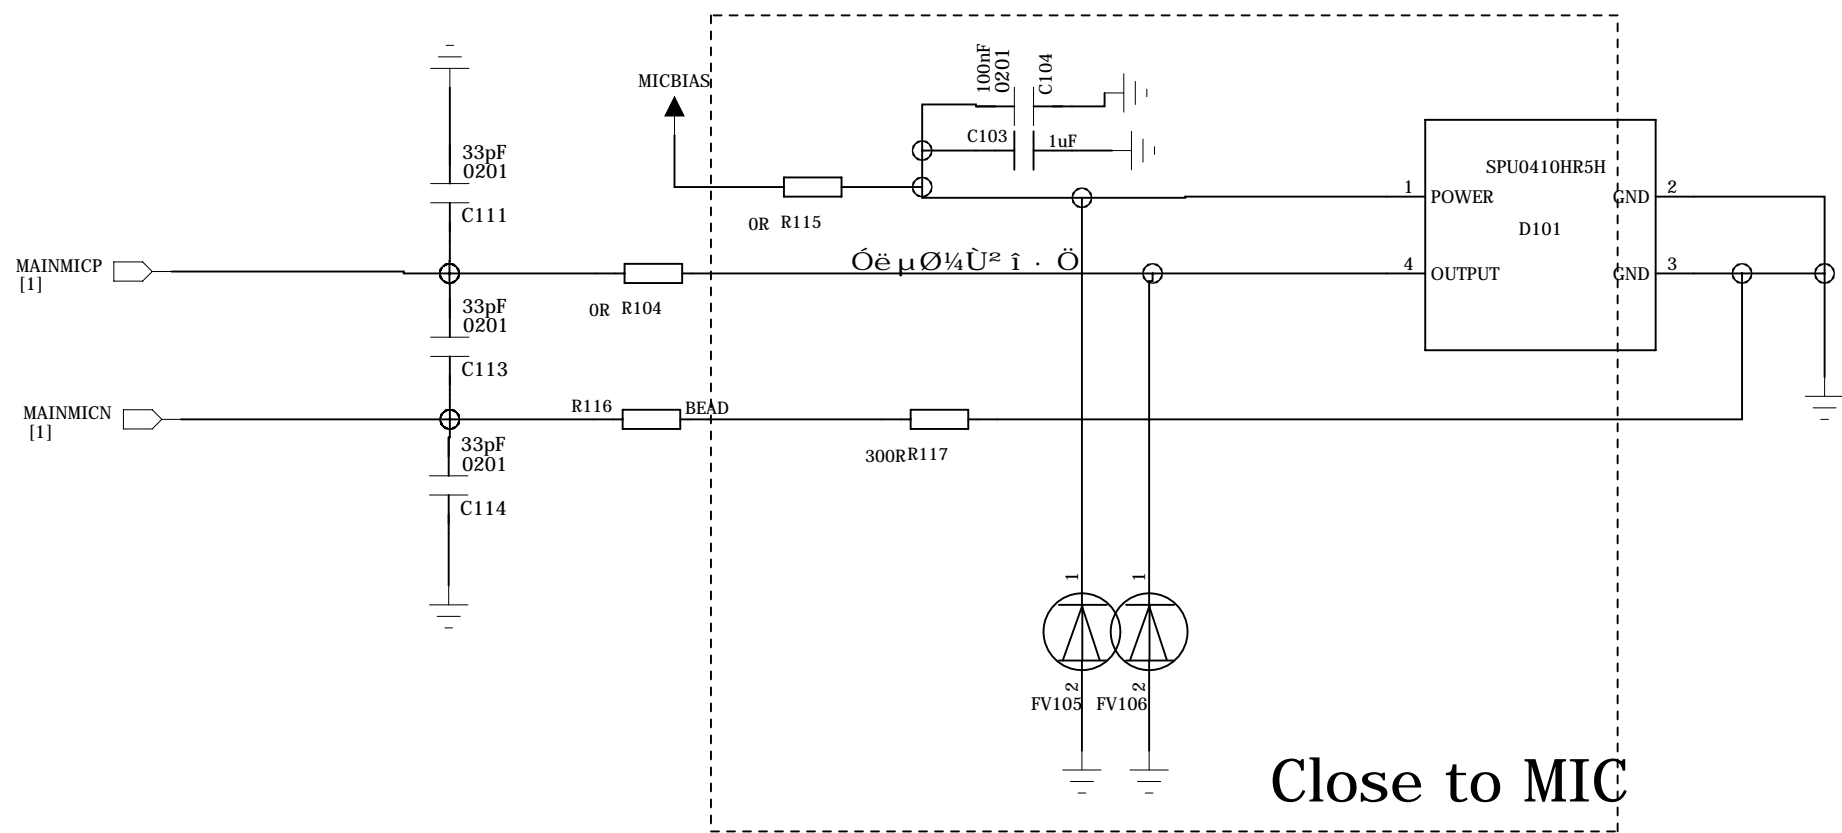 100nF
0201
C104
MICBIAS
C103
1uF
33pF
0201
C111
SPU0410HR5H
1
POWER
GND
2
0R R115
D101
MAINMICP
[1]
ÓëµØ¼Ù²î·Ö
4
OUTPUT
GND
3
33pF
0201
0R R104
C113
MAINMICN
[1]
R116
BEAD
33pF
0201
300R R117
C114
1
1
2
2
FV105
FV106
Close to MIC